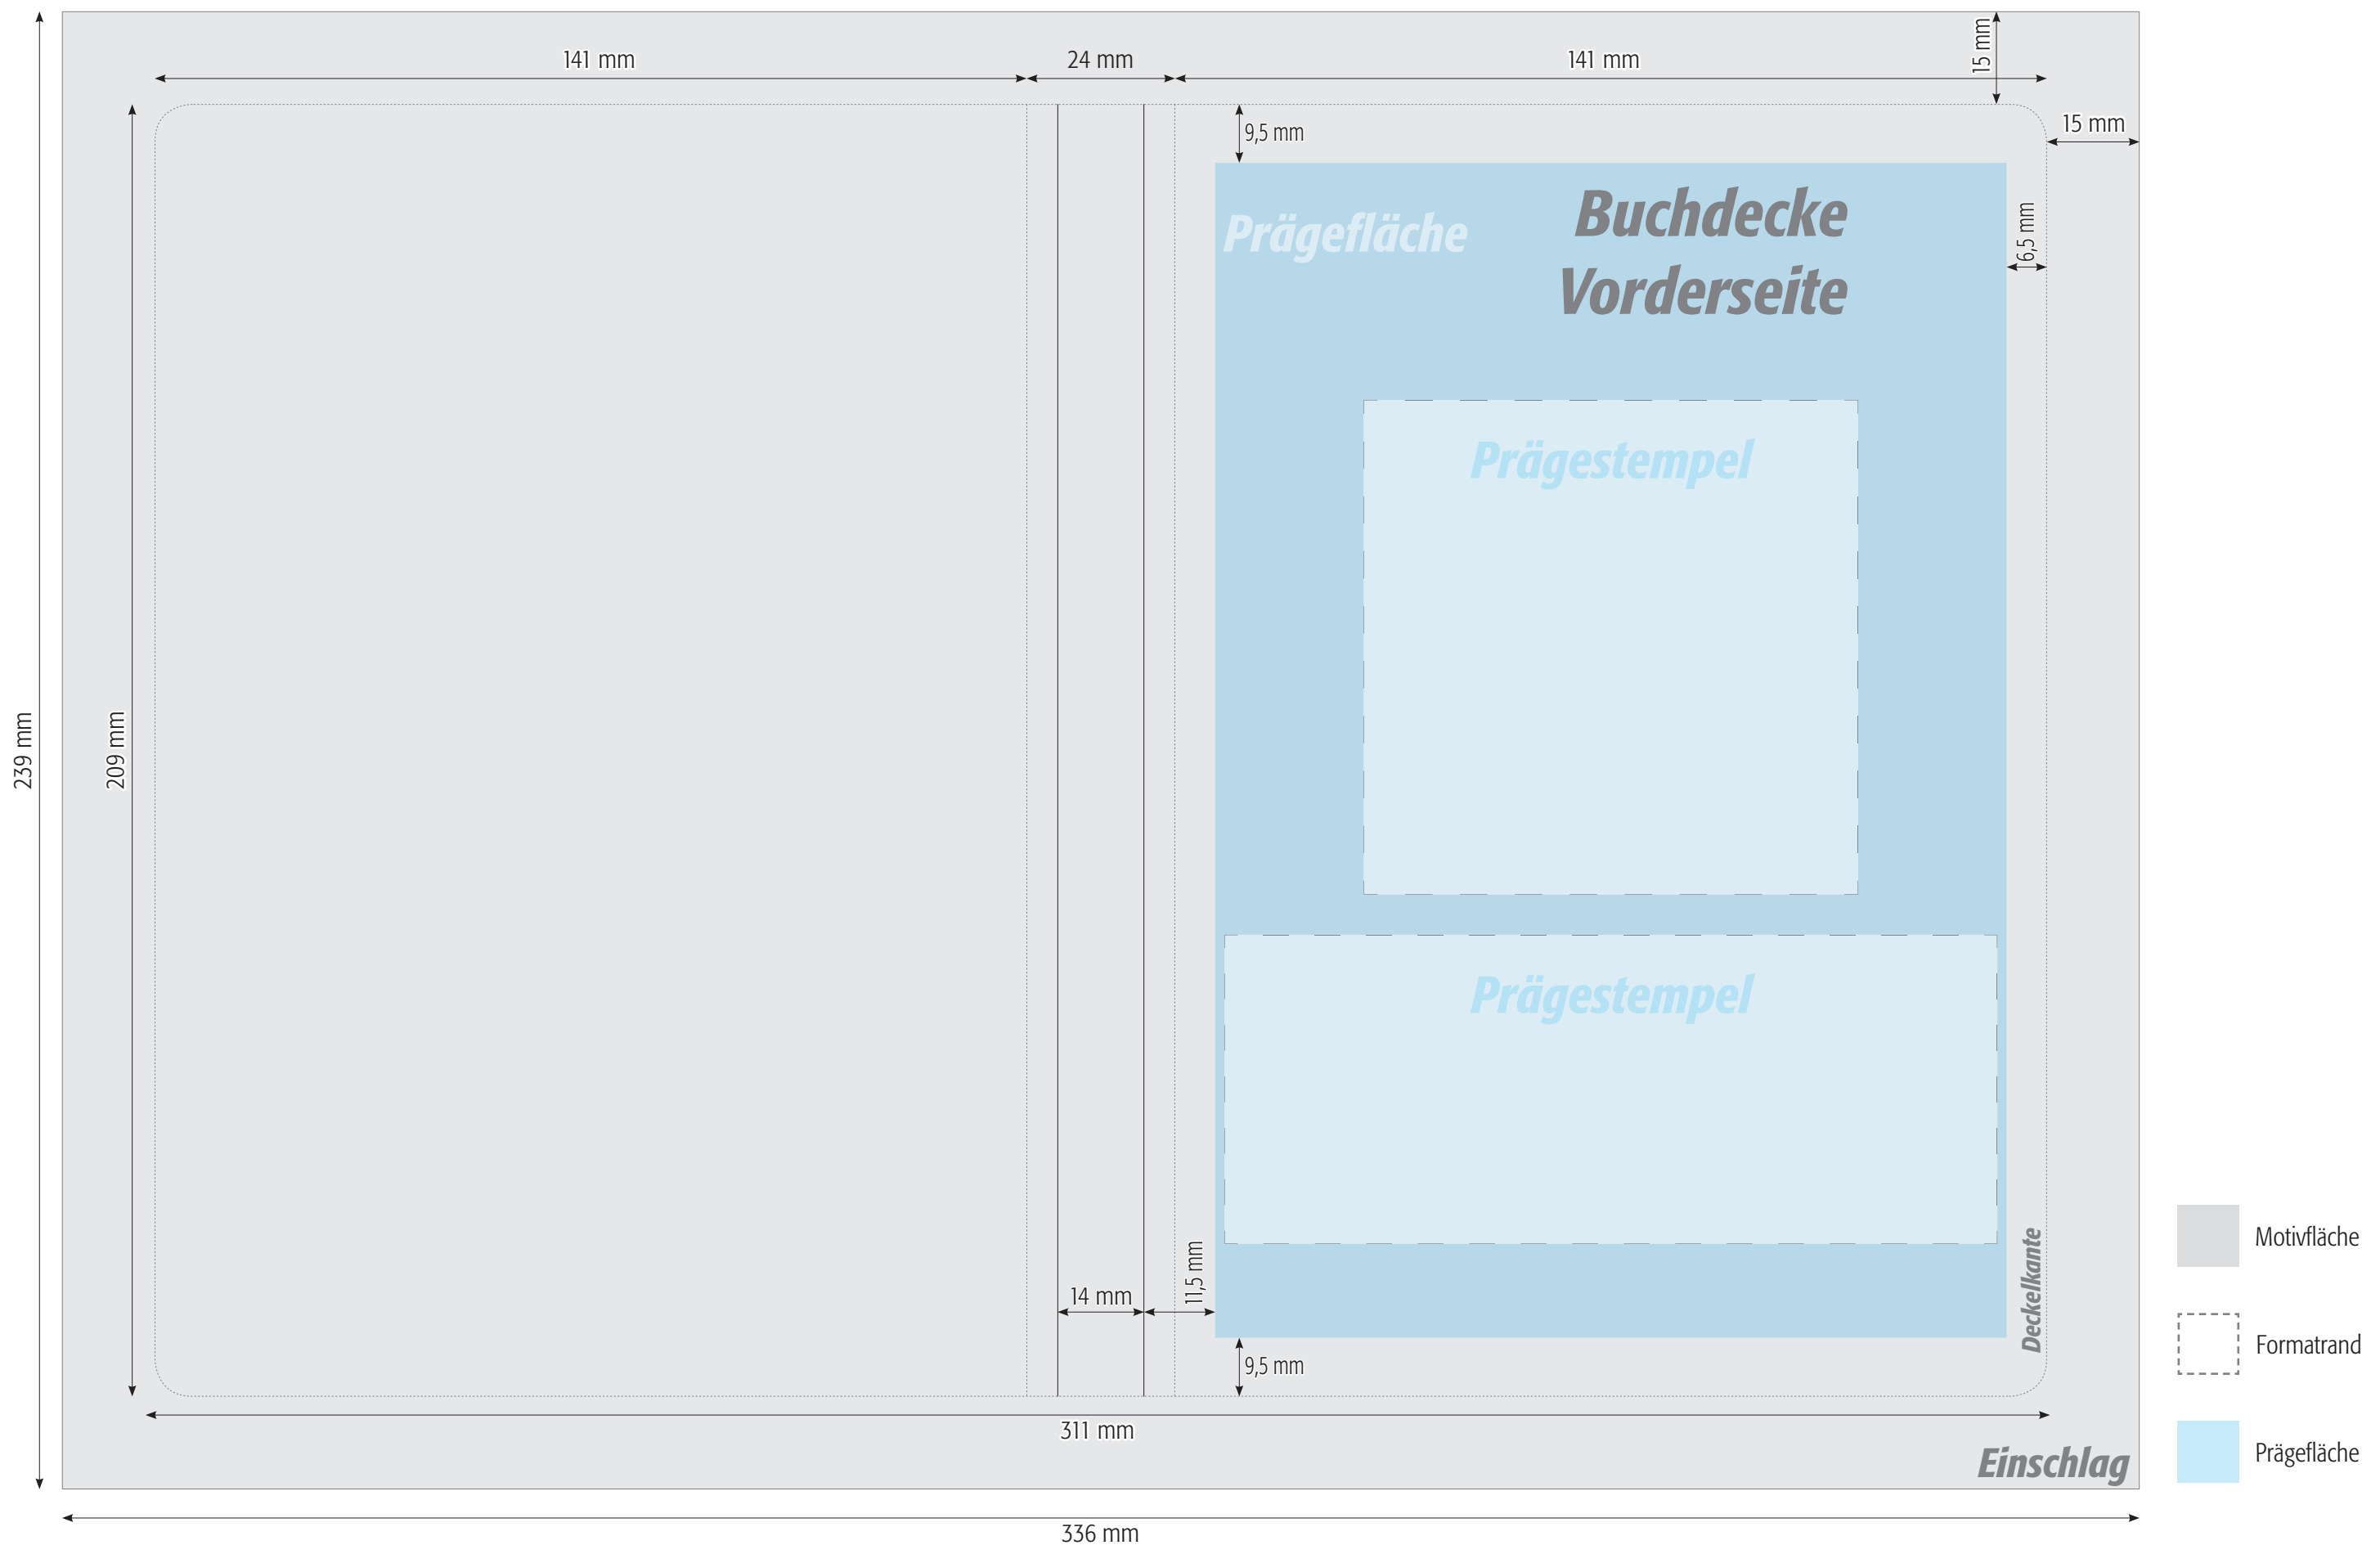 141 mm
24 mm
141 mm
15 mm
15 mm
9,5 mm
6,5 mm
Prägefläche
Buchdecke
Vorderseite
Prägestempel
239 mm
209 mm
Prägestempel
14 mm
11,5 mm
Deckelkante
9,5 mm
311 mm
Einschlag
336 mm
Motivfläche
Formatrand
Prägefläche